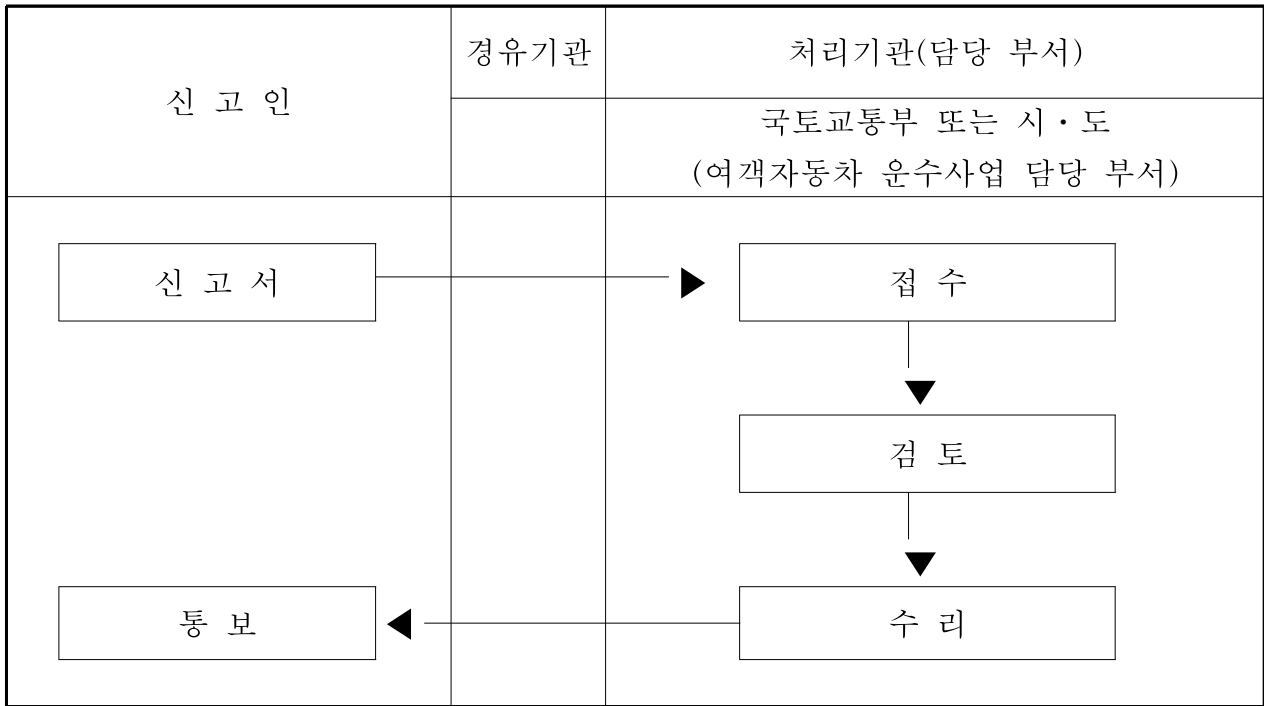 신 고 인
경유기관
처리기관(담당 부서)
국토교통부 또는 시·도
(여객자동차 운수사업 담당 부서)
신 고 서
접 수
검 토
통 보
수 리